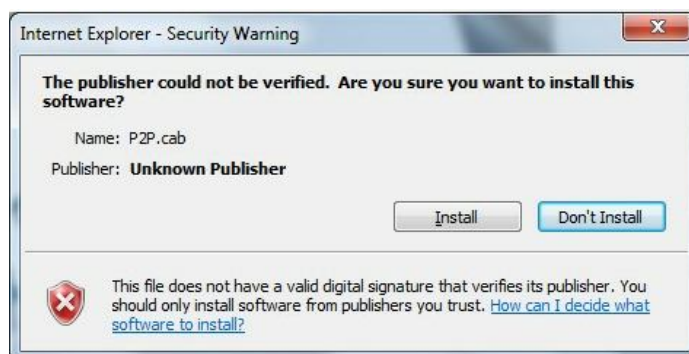 Internet Explorer - Security Warning
The publisher could not be verified. Are you sure you want to install this
software?
Name: P2P.cab
Publisher: Unknown Publisher
Install Don't Install
This file does not have a valid digital signature that verifies its publisher. You
should only install software from publishers you trust. How can I decide what
software to install?